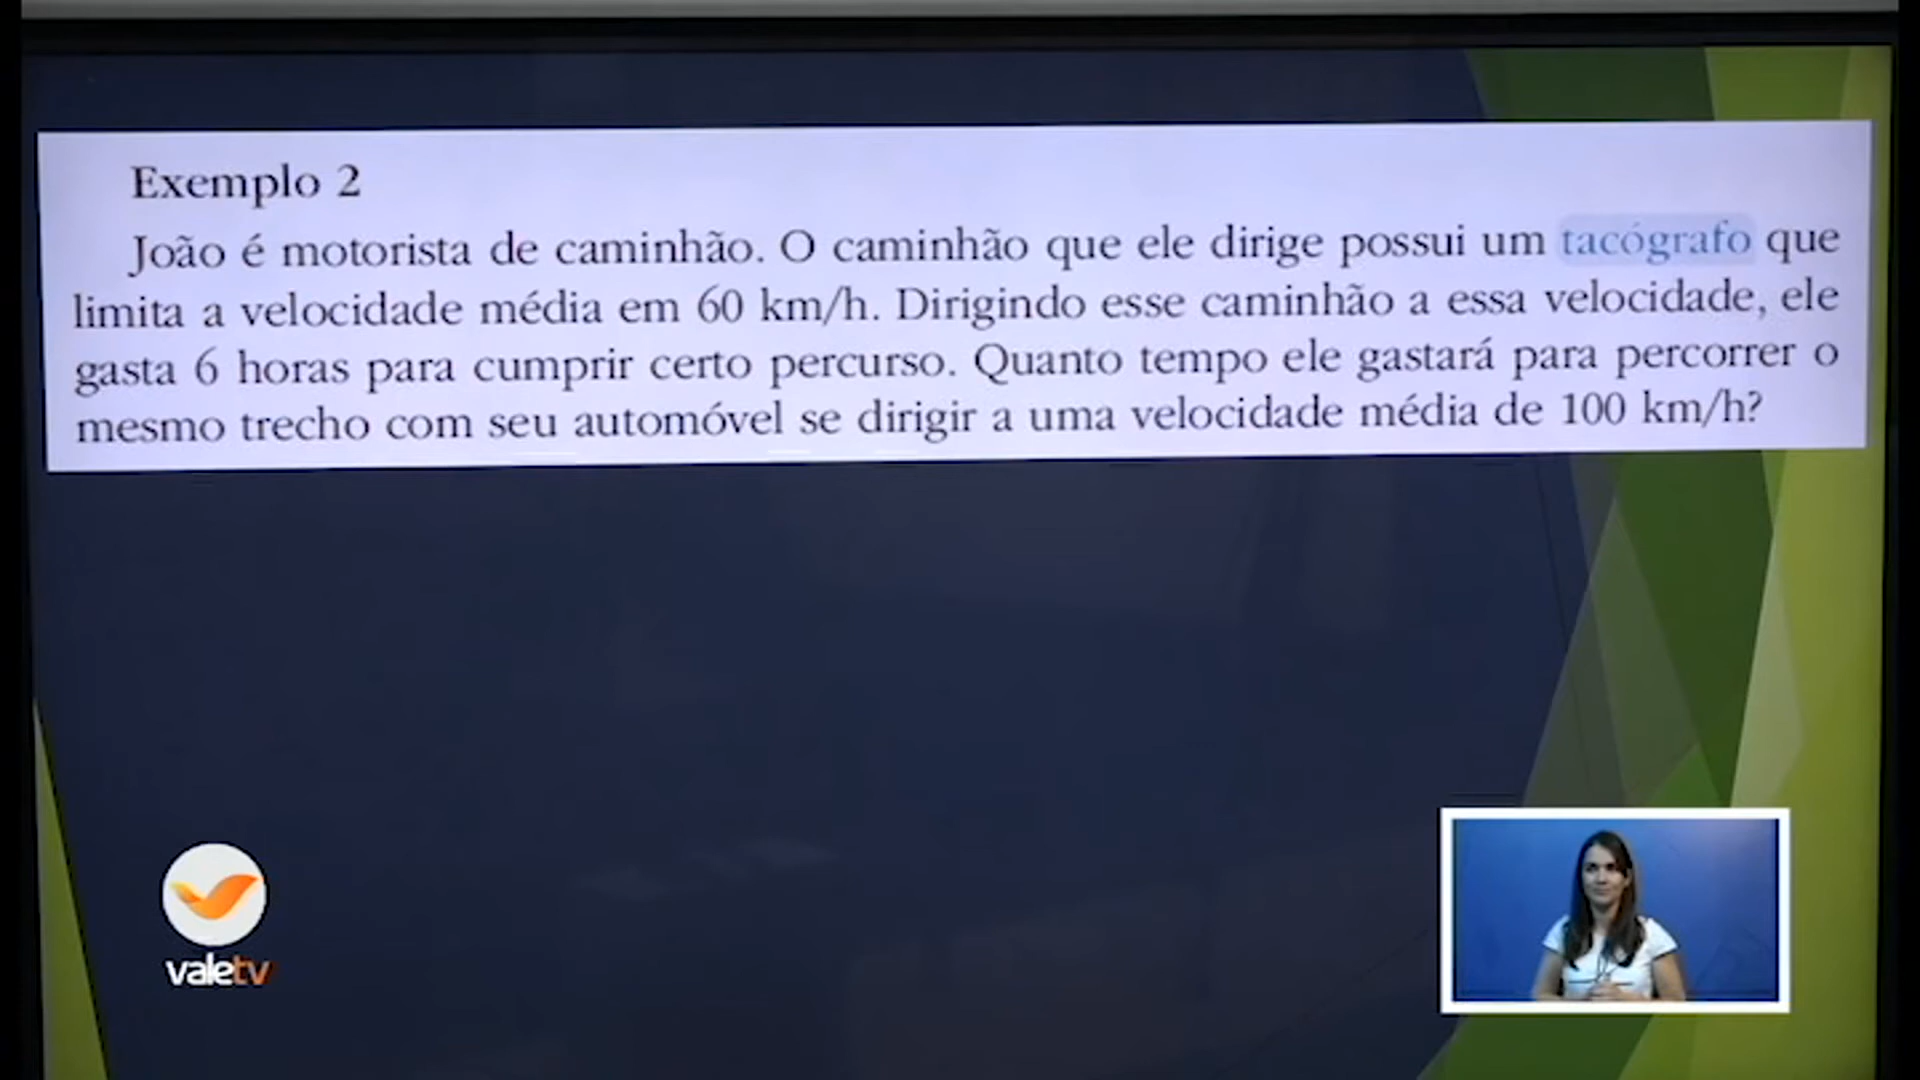 Exemplo 2
João é motorista de caminhão. O caminhão que ele dirige possui um tacógrafo que
limita a velocidade média em 60 km/h. Dirigindo esse caminhão a essa velocidade, ele
gasta 6 horas para cumprir certo percurso. Quanto tempo ele gastará para percorrer o
mesmo trecho com seu automóvel se dirigir a uma velocidade média de 100 km/h?
valetv